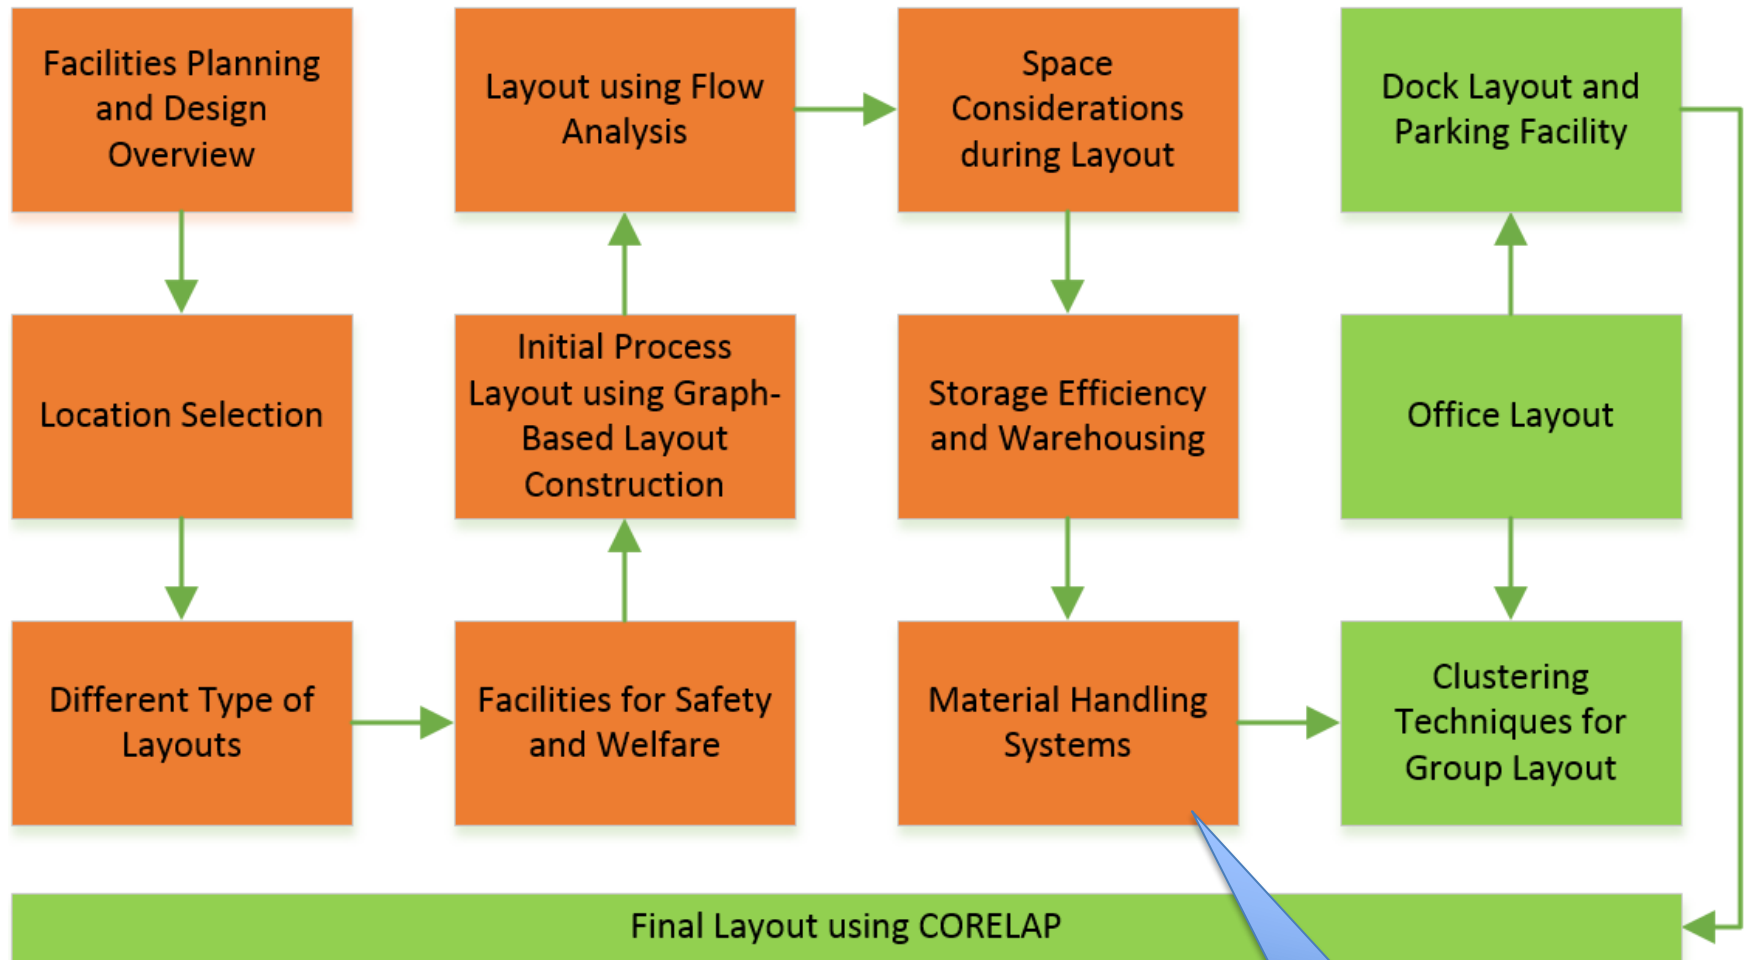 Facilities Planning
and Design
Overview
Location Selection
Different Type of
Layouts
Facilities for Safety
and Welfare
Initial Process
Layout using Graph-
Based Layout
Construction
Layout using Flow
Analysis
Space
Considerations
during Layout
Storage Efficiency
and Warehousing
Material Handling
Systems
Clustering
Techniques for
Group Layout
Office Layout
Dock Layout and
Parking Facility
Final Layout using CORELAP